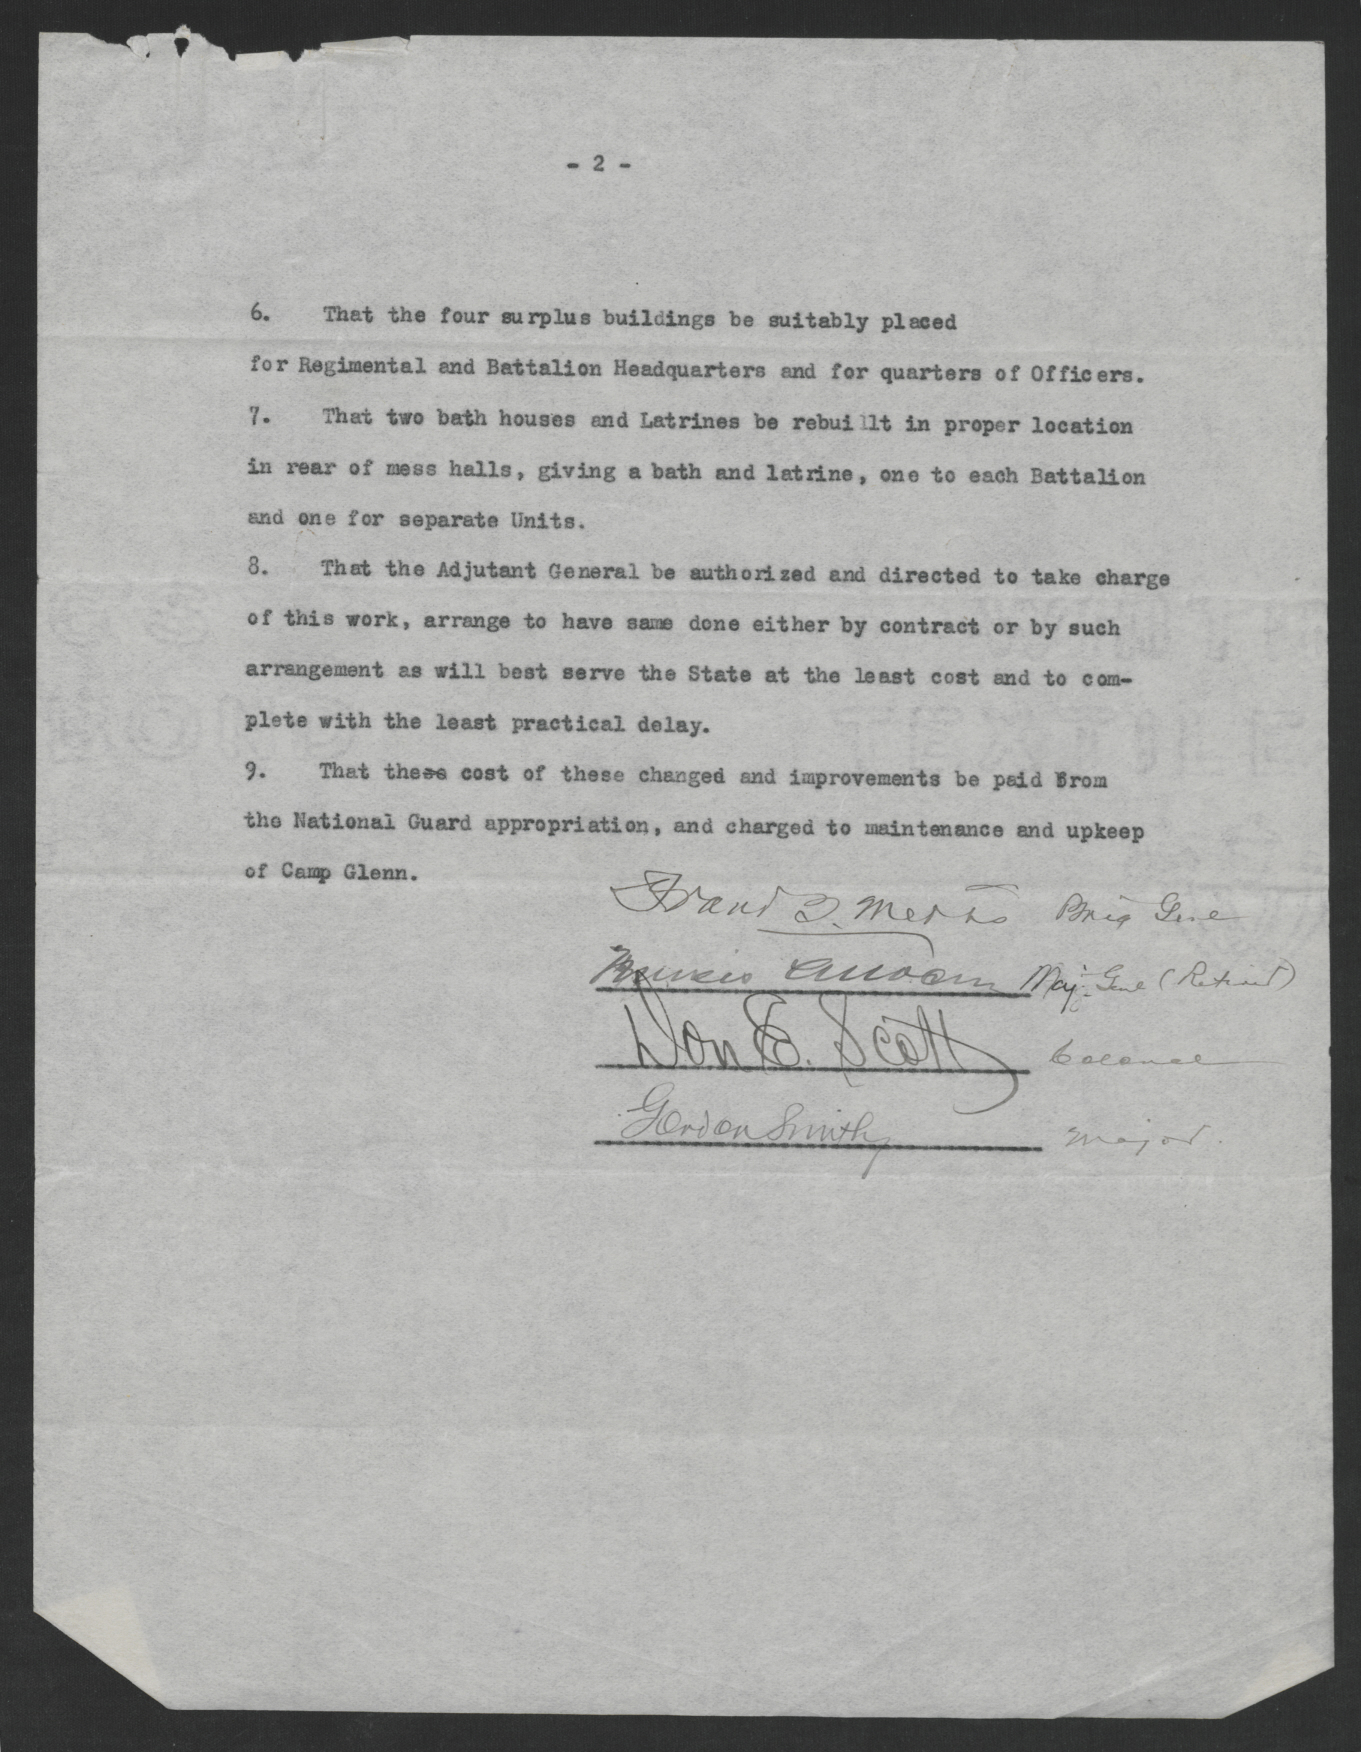 - 2 -
6. That the four surplus buildings be suitably placed
for Regimental and Battalion Headquarters and for quarters of Officers.
7. That two bath houses and Latrines be rebuillt in proper location
in rear of mess halls, giving a bath and latrine, one to each Battalion
and one for separate Units.
8. That the Adjutant General be authorized and directed to take charge
of this work, arrange to have same done either by contract or by such
arrangement as will best serve the State at the least cost and to com-
plete with the least practical delay.
9. That these cost of these changed and improvements be paid from
the National Guard appropriation, and charged to maintenance and upkeep
of Camp Glenn.
Brig Genl
Maj. Genl (Retired)
Don E. Scott Colonel
Gordon Smith Major.